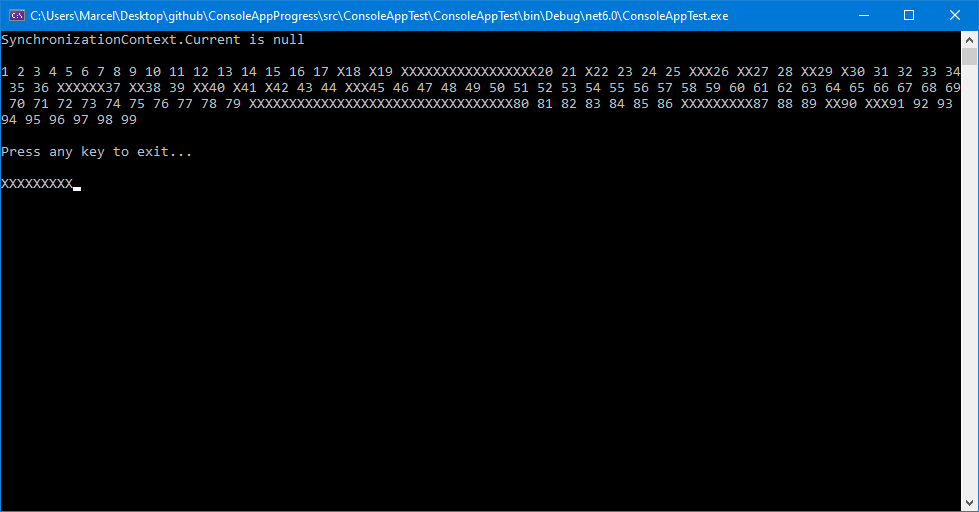 C:\Users\Marcel\Desktop\github\ConsoleAppProgress\src\ConsoleAppTest\ConsoleAppTest\bin\Debug\net6.0\ConsoleAppTest.exe
SynchronizationContext.Current is null
1 2 3 4 5 6 7 8 9 10 11 12 13 14 15 16 17 X18 X19 XXXXXXXXXXXXXXXXX20 21 X22 23 24 25 XXX26 XX27 28 XX29 X30 31 32 33 34
35 36 XXXXXX37 XX38 39 XX40 X41 X42 43 44 XXX45 46 47 48 49 50 51 52 53 54 55 56 57 58 59 60 61 62 63 64 65 66 67 68 69
70 71 72 73 74 75 76 77 78 79 XXXXXXXXXXXXXXXXXXXXXXXXXXXXXXXXX80 81 82 83 84 85 86 XXXXXXXXX87 88 89 XX90 XXX91 92 93
94 95 96 97 98 99
Press any key to exit...
XXXXXXXXX